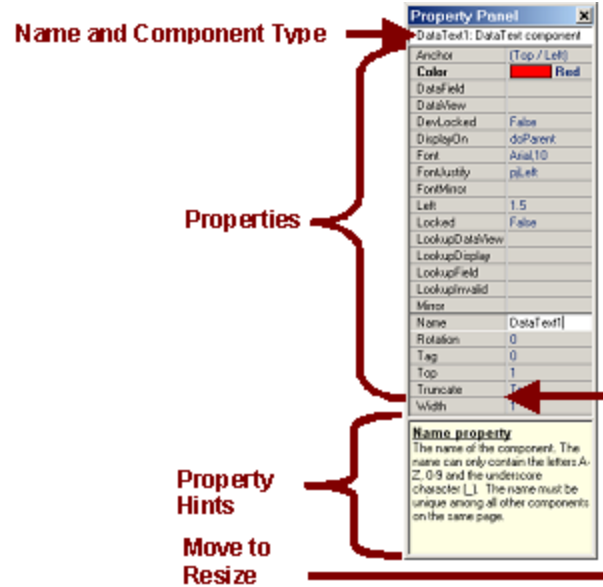 Property Panel
Name and Component Type
DataText1: DataText component
Anchor (Top / Left)
Color Red
DataField
DataView
DevLocked False
DisplayOn doParent
Font Arial,10
FontJustify pjLeft
FontMirror
Properties
Left 1.5
Locked False
LookupDataView
LookupDisplay
LookupField
LookupInvalid
Mirror
Name DataText1
Rotation 0
Tag 0
Top 1
Truncate
Width 1
Name property
The name of the component. The
name can only contain the letters A-
Z, 0-9 and the underscore
character (_). The name must be
unique among all other components
on the same page.
Property
Hints
Move to
Resize